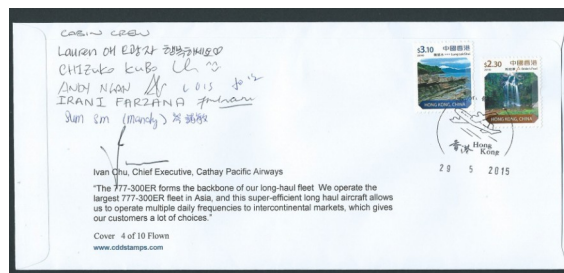 CABIN CREW
Lauren OH
CHIZUKO KUBO
ANDY NGAN
LOIS
IRANI FARZANA
(Mandy)
Ivan Chu, Chief Executive, Cathay Pacific Airways
"The 777-300ER forms the backbone of our long-haul fleet We operate the
largest 777-300ER fleet in Asia, and this super-efficient long haul aircraft allows
us to operate multiple daily frequencies to intercontinental markets, which gives
our customers a lot of choices."
Cover 4 of 10 Flown
www.cddstamps.com
$3.10 中國香港
HONG KONG, CHINA
$2.30 中國香港
HONG KONG, CHINA
香港 Hong
Kong
29 5 2015